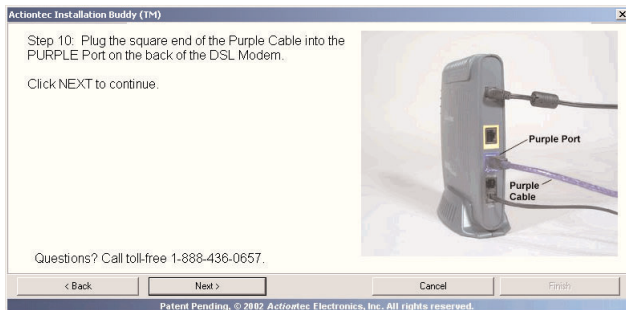 Actiontec Installation Buddy (TM)
Step 10: Plug the square end of the Purple Cable into the
PURPLE Port on the back of the DSL Modem.
Click NEXT to continue.
Purple Port
Purple
Cable
Questions? Call toll-free 1-888-436-0657.
< Back
Next >
Cancel
Finish
Patent Pending, © 2002 Actiontec Electronics, Inc. All rights reserved.